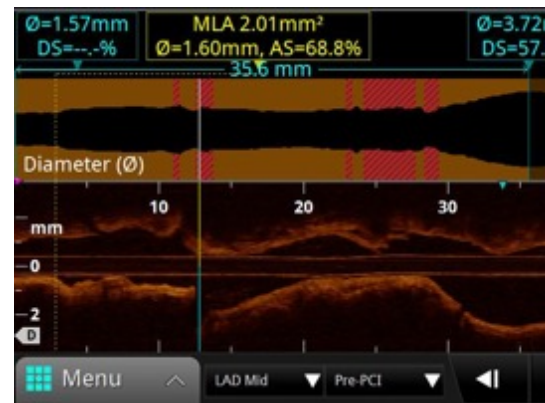 Ø=1.57mm
DS=--.-%
MLA 2.01mm²
Ø=1.60mm, AS=68.8%
Ø=3.72
DS=57.
35.6 mm
Diameter (Ø)
10
20
30
mm
0
2
D
Menu
LAD Mid
Pre-PCI